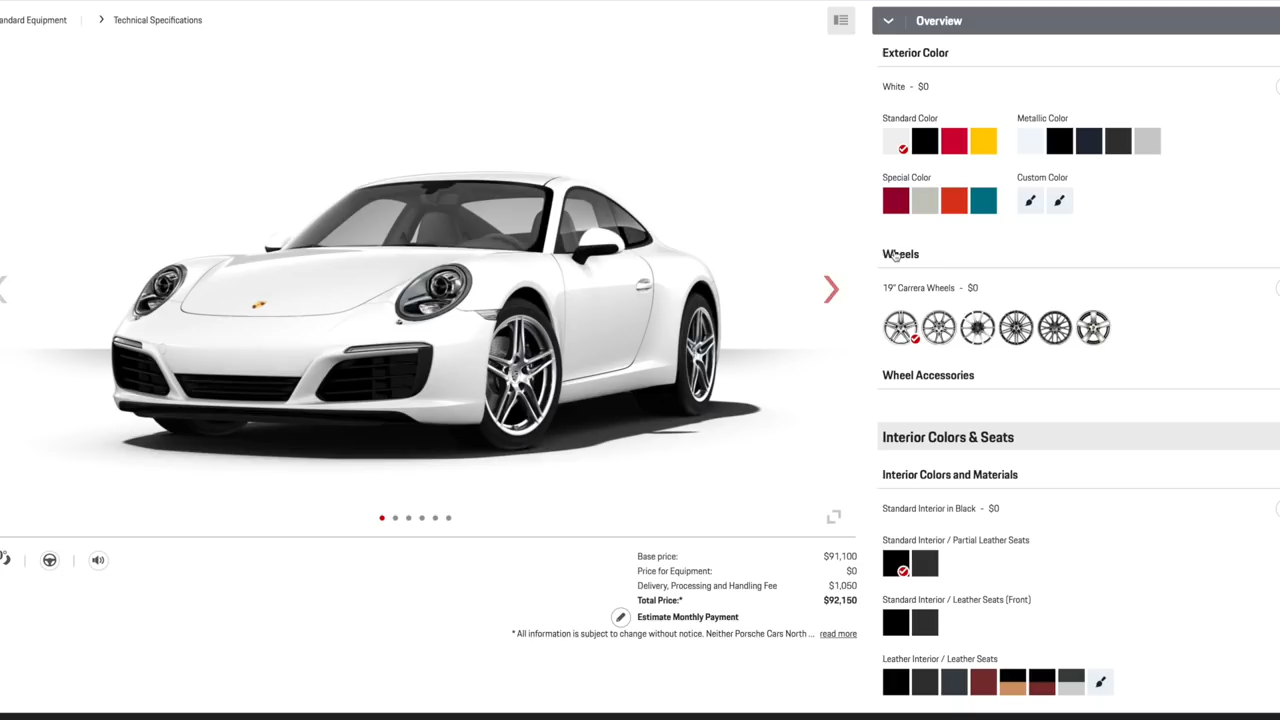 andard Equipment
Technical Specifications
Overview
Exterior Color
White - $0
Standard Color
Metallic Color
Special Color
Custom Color
Wheels
19" Carrera Wheels - $0
Wheel Accessories
Interior Colors & Seats
Interior Colors and Materials
Standard Interior in Black - $0
Standard Interior / Partial Leather Seats
Standard Interior / Leather Seats (Front)
Leather Interior / Leather Seats
Base price: $91,100
Price for Equipment: $0
Delivery, Processing and Handling Fee $1,050
Total Price:* $92,150
Estimate Monthly Payment
* All information is subject to change without notice. Neither Porsche Cars North ... read more